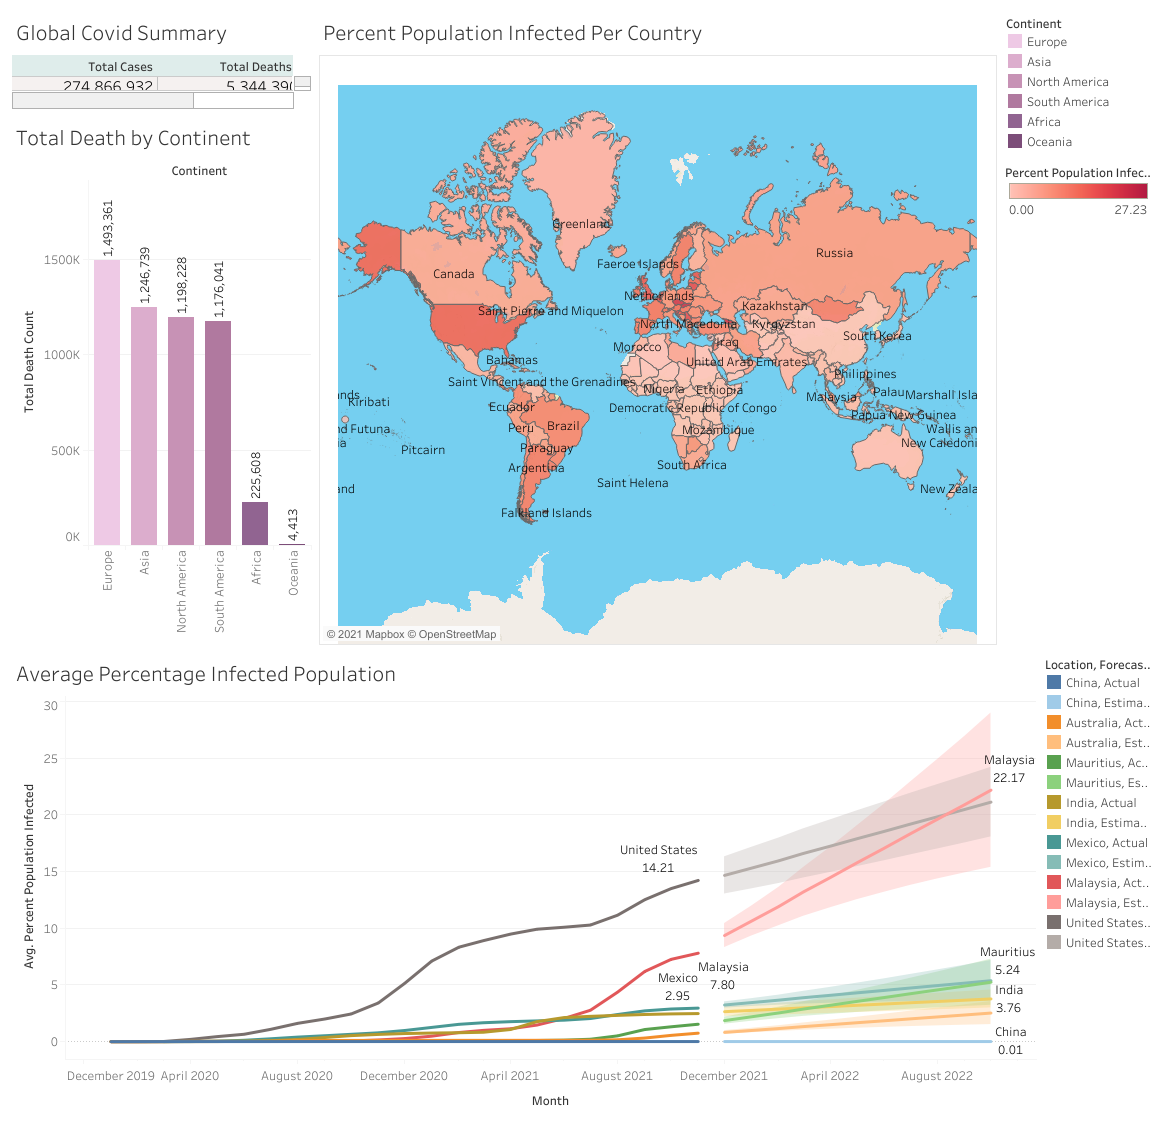 Global Covid Summary
Total Cases Total Deaths
274,866,932
Total Death by Continent
Continent
Total Death Count
1500K
1000K
500K
0K
1,493,361
1,246,739
1,198,228
1,176,041
225,608
4,413
Europe
Asia
North America
South America
Africa
Oceania
Percent Population Infected Per Country
Greenland
Russia
Faeroe Islands
Canada
Netherlands
Kazakhstan
Saint Pierre and Miquelon
North Macedonia
Kyrgyzstan
South Korea
Iraq
Morocco
Bahamas
United Arab Emirates
Philippines
Saint Vincent and the Grenadines
Nigeria
Ethiopia
Palau
Marshall Isla
Malaysia
nds
Kiribati
Ecuador
Democratic Republic of Congo
Papua New Guinea
Peru
Brazil
Mozambique
d Futuna
Wallis an
ia
New Caledoni
Pitcairn
Paraguay
Argentina
South Africa
Saint Helena
and
New Zeala
Falkland Islands
© 2021 Mapbox © OpenStreetMap
Continent
Europe
Asia
North America
South America
Africa
Oceania
Percent Population Infec..
0.00 27.23
Average Percentage Infected Population
Avg. Percent Population Infected
30
25
20
15
10
5
0
United States
14.21
Malaysia
7.80
Mexico
2.95
Malaysia
22.17
Mauritius
5.24
India
3.76
China
0.01
December 2019 April 2020 August 2020 December 2020 April 2021 August 2021 December 2021 April 2022 August 2022
Month
Location, Forecas..
China, Actual
China, Estima..
Australia, Act..
Australia, Est..
Mauritius, Ac..
Mauritius, Es..
India, Actual
India, Estima..
Mexico, Actual
Mexico, Estim..
Malaysia, Act..
Malaysia, Est..
United States..
United States..